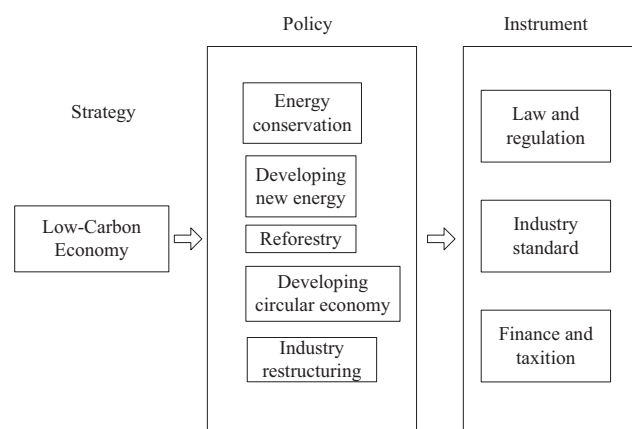 Strategy
Low-Carbon
Economy
Policy
Energy
conservation
Developing
new energy
Reforestry
Developing
circular economy
Industry
restructuring
Instrument
Law and
regulation
Industry
standard
Finance and
taxition